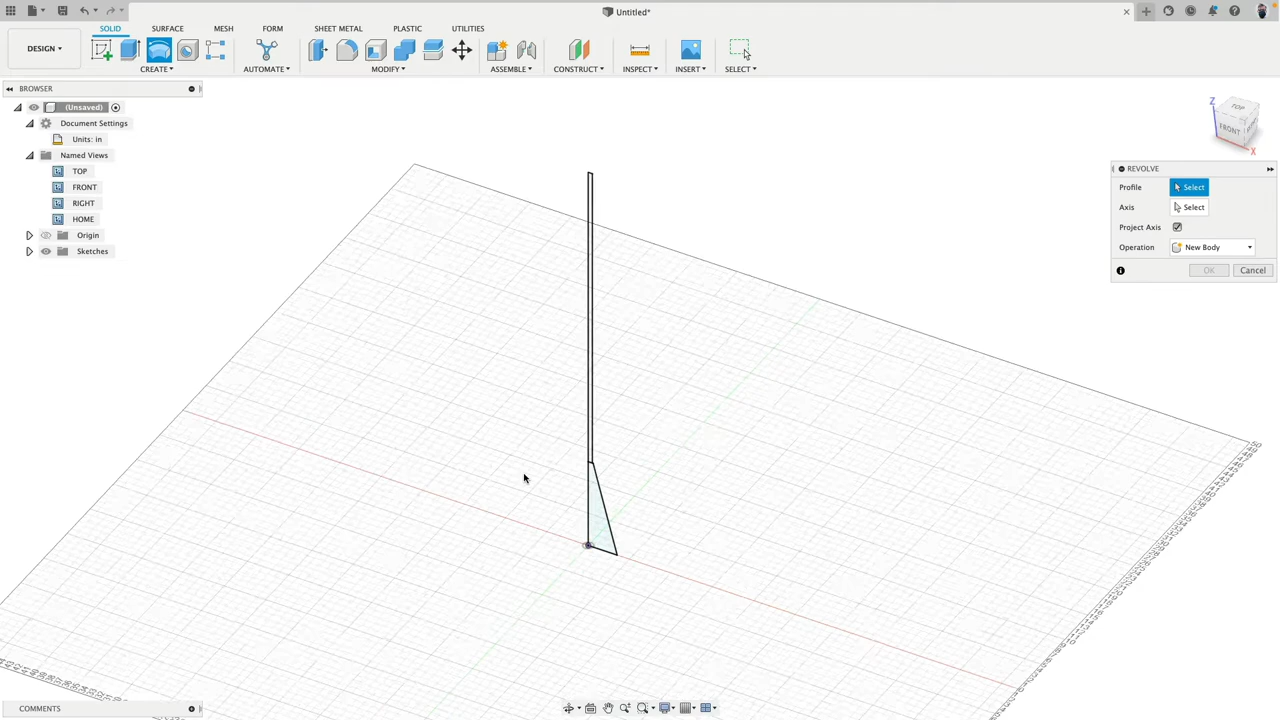 Untitled*
SOLID SURFACE MESH FORM SHEET METAL PLASTIC UTILITIES
DESIGN
CREATE AUTOMATE MODIFY ASSEMBLE CONSTRUCT INSPECT INSERT SELECT
BROWSER
(Unsaved)
Document Settings
Units: in
Named Views
TOP
FRONT
RIGHT
HOME
Origin
Sketches
Z
TOP
FRONT
X
REVOLVE
Profile Select
Axis Select
Project Axis
Operation New Body
OK Cancel
COMMENTS